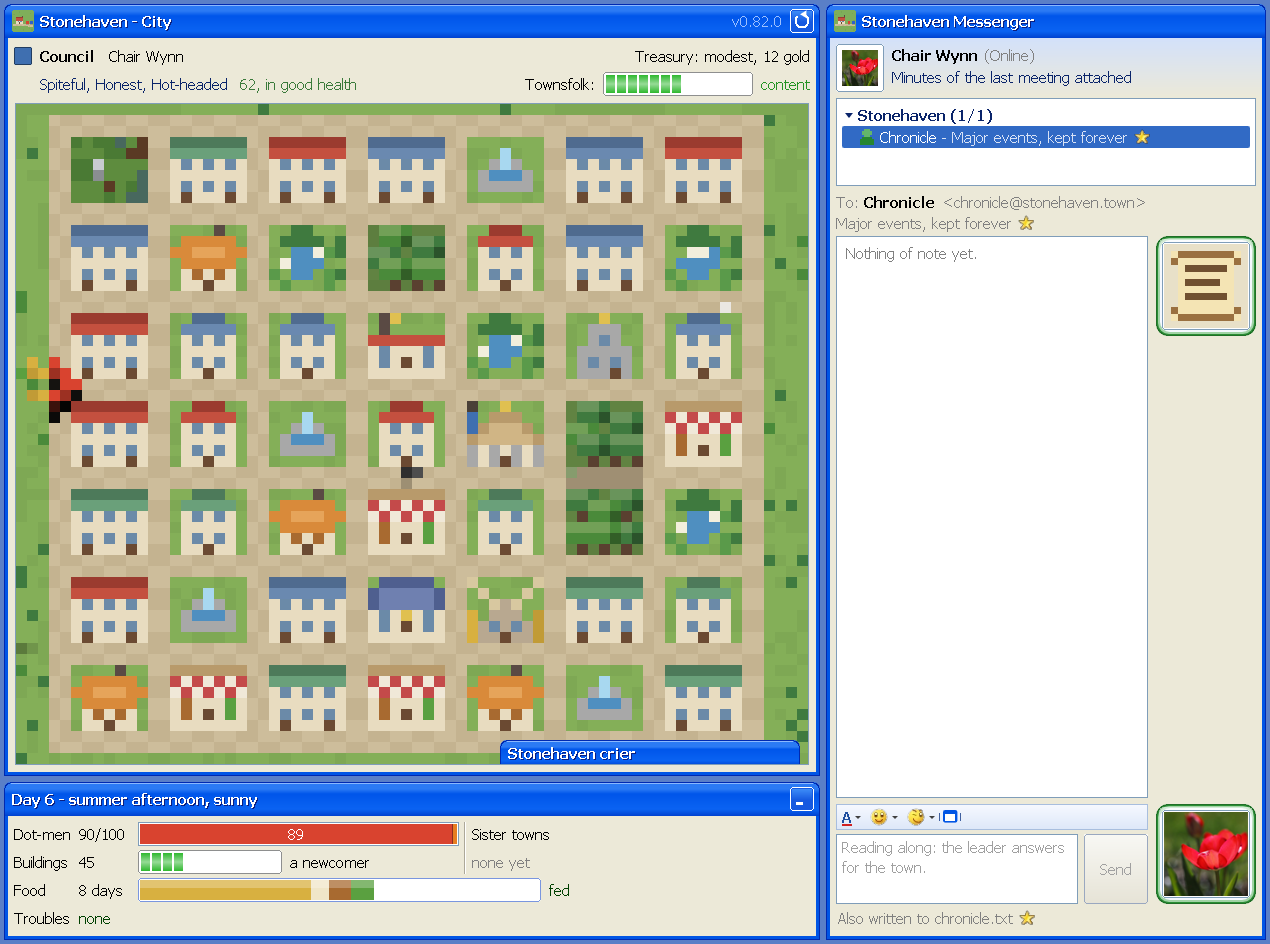 Stonehaven - City
v0.82.0
Council Chair Wynn
Treasury: modest, 12 gold
Spiteful, Honest, Hot-headed 62, in good health
Townsfolk: content
Stonehaven crier
Day 6 - summer afternoon, sunny
Dot-men 90/100 89 Sister towns
Buildings 45 a newcomer none yet
Food 8 days fed
Troubles none
Stonehaven Messenger
Chair Wynn (Online)
Minutes of the last meeting attached
Stonehaven (1/1)
Chronicle - Major events, kept forever
To: Chronicle <chronicle@stonehaven.town>
Major events, kept forever
Nothing of note yet.
A
Reading along: the leader answers
for the town.
Send
Also written to chronicle.txt